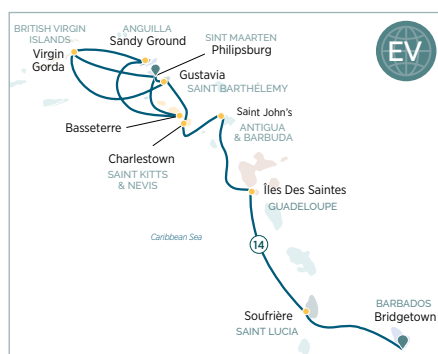 BRITISH VIRGIN
ISLANDS
Virgin
Gorda
ANGUILLA
Sandy Ground
SINT MAARTEN
Philipsburg
EV
Gustavia
SAINT BARTHÉLEMY
Basseterre
Saint John's
ANTIGUA
& BARBUDA
Charlestown
SAINT KITTS
& NEVIS
Îles Des Saintes
GUADELOUPE
Caribbean Sea
14
Soufrière
SAINT LUCIA
BARBADOS
Bridgetown